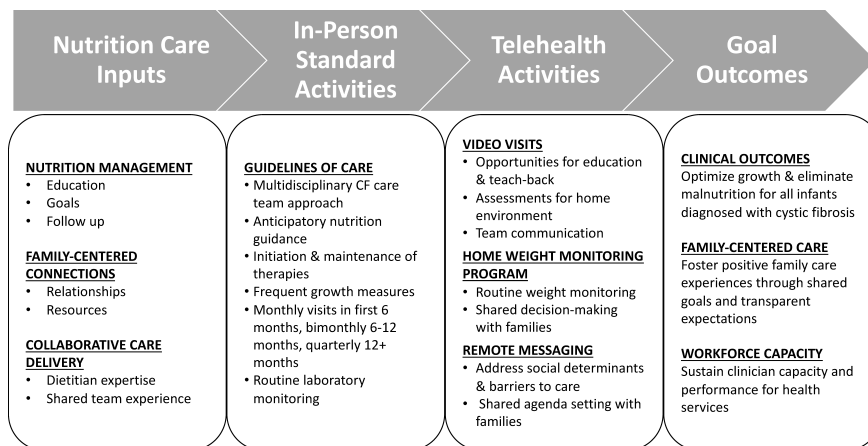 Nutrition Care
Inputs
In-Person
Standard
Activities
Telehealth
Activities
Goal
Outcomes
NUTRITION MANAGEMENT
• Education
• Goals
• Follow up
FAMILY-CENTERED
CONNECTIONS
• Relationships
• Resources
COLLABORATIVE CARE
DELIVERY
• Dietitian expertise
• Shared team experience
GUIDELINES OF CARE
• Multidisciplinary CF care
team approach
• Anticipatory nutrition
guidance
• Initiation & maintenance of
therapies
• Frequent growth measures
• Monthly visits in first 6
months, bimonthly 6-12
months, quarterly 12+
months
• Routine laboratory
monitoring
VIDEO VISITS
• Opportunities for education
& teach-back
• Assessments for home
environment
• Team communication
HOME WEIGHT MONITORING
PROGRAM
• Routine weight monitoring
• Shared decision-making
with families
REMOTE MESSAGING
• Address social determinants
& barriers to care
• Shared agenda setting with
families
CLINICAL OUTCOMES
Optimize growth & eliminate
malnutrition for all infants
diagnosed with cystic fibrosis
FAMILY-CENTERED CARE
Foster positive family care
experiences through shared
goals and transparent
expectations
WORKFORCE CAPACITY
Sustain clinician capacity and
performance for health
services